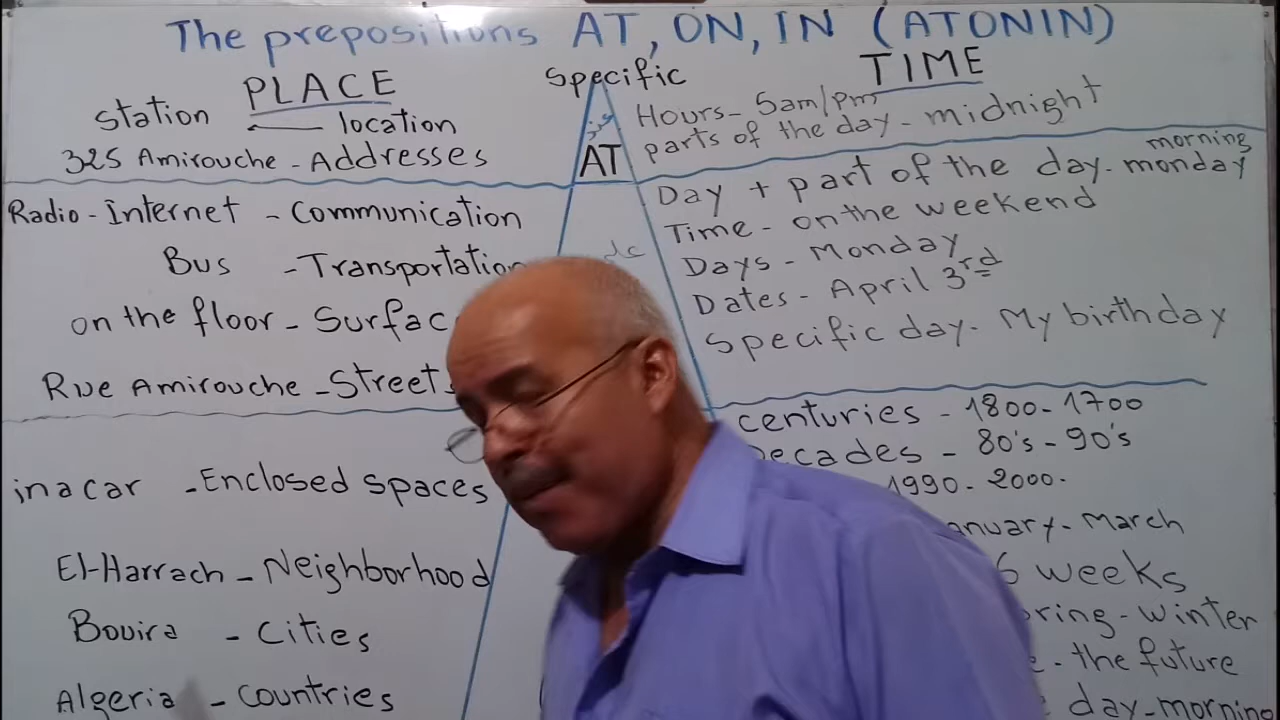 The prepositions AT, ON, IN (ATONIN)
PLACE
Specific
TIME
station
location
325 Amirouche - Addresses
AT
Hours - 5am/pm
parts of the day - midnight
Radio - Internet - Communication
Bus - Transportation
on the floor - Surfac
Rue Amirouche - Streets
morning
Day + part of the day - monday
Time - on the weekend
Days - Monday
Dates - April 3rd
Specific day - My birthday
in a car - Enclosed spaces
El-Harrach - Neighborhood
Bouira - Cities
Algeria - Countries
centuries - 1800 - 1700
ecades - 80's - 90's
1990 - 2000.
anuary - March
6 weeks
ring - winter
- the future
day - morning